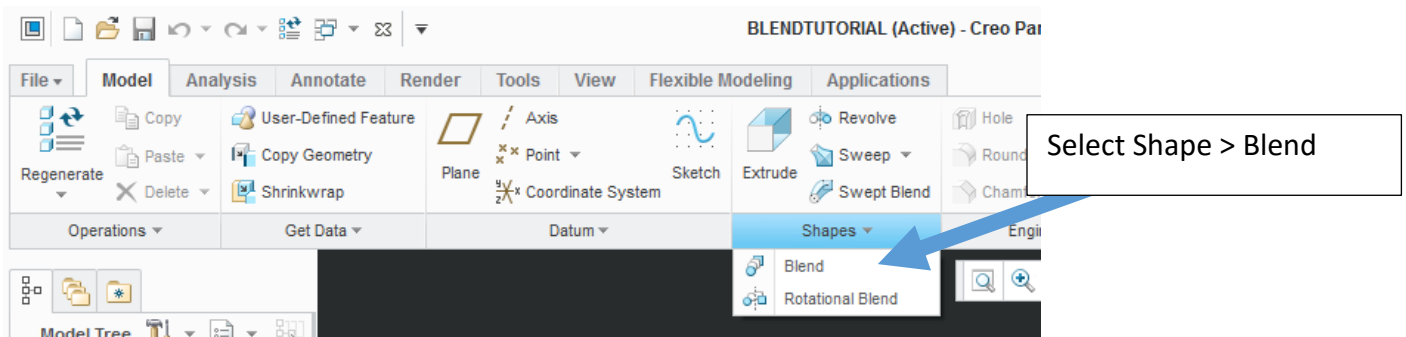 BLENDTUTORIAL (Active) - Creo Par
File Model Analysis Annotate Render Tools View Flexible Modeling Applications
Regenerate
Copy
Paste
Delete
Operations
User-Defined Feature
Copy Geometry
Shrinkwrap
Get Data
Plane
Axis
Point
Coordinate System
Sketch
Datum
Extrude
Revolve
Sweep
Swept Blend
Shapes
Blend
Rotational Blend
Hole
Round
Chamf
Engi
Select Shape > Blend
Model Tree